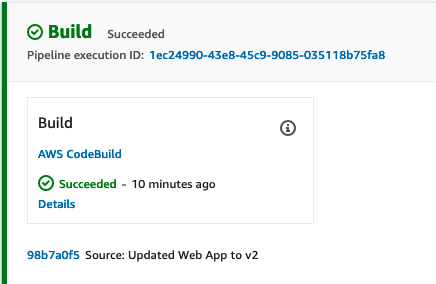 Build Succeeded
Pipeline execution ID: 1ec24990-43e8-45c9-9085-035118b75fa8
Build
AWS CodeBuild
Succeeded - 10 minutes ago
Details
98b7a0f5 Source: Updated Web App to v2